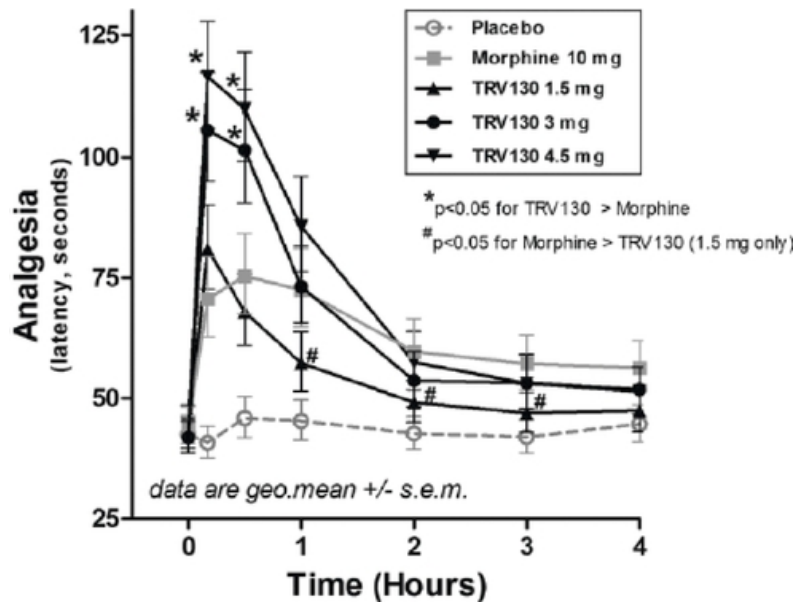 125
100
75
50
25
Analgesia
(latency, seconds)
Placebo
Morphine 10 mg
TRV130 1.5 mg
TRV130 3 mg
TRV130 4.5 mg
*p<0.05 for TRV130 > Morphine
#p<0.05 for Morphine > TRV130 (1.5 mg only)
*
*
*
*
#
#
#
data are geo.mean +/- s.e.m.
0 1 2 3 4
Time (Hours)